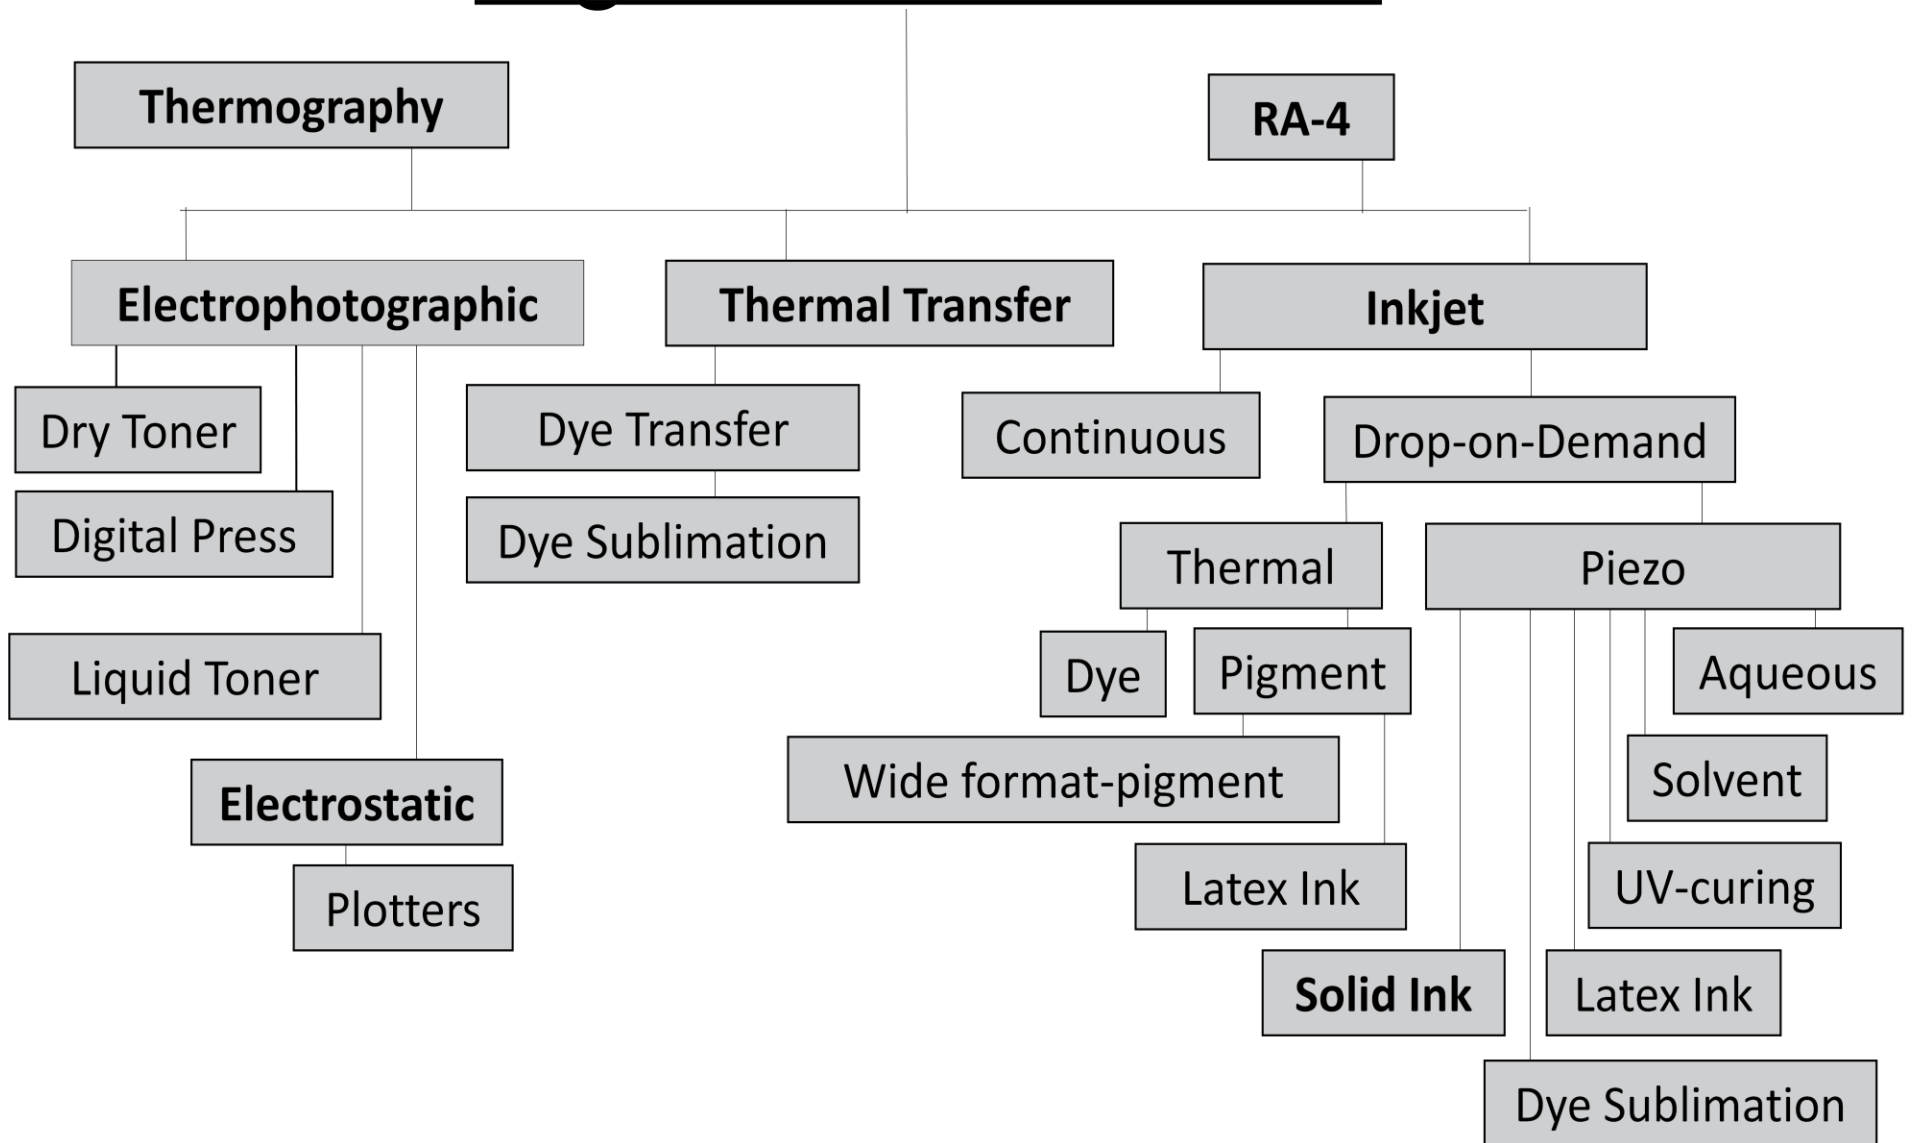 Thermography
RA-4
Electrophotographic
Thermal Transfer
Inkjet
Dry Toner
Dye Transfer
Continuous
Drop-on-Demand
Digital Press
Dye Sublimation
Thermal
Piezo
Liquid Toner
Dye
Pigment
Aqueous
Electrostatic
Wide format-pigment
Solvent
Plotters
Latex Ink
UV-curing
Solid Ink
Latex Ink
Dye Sublimation